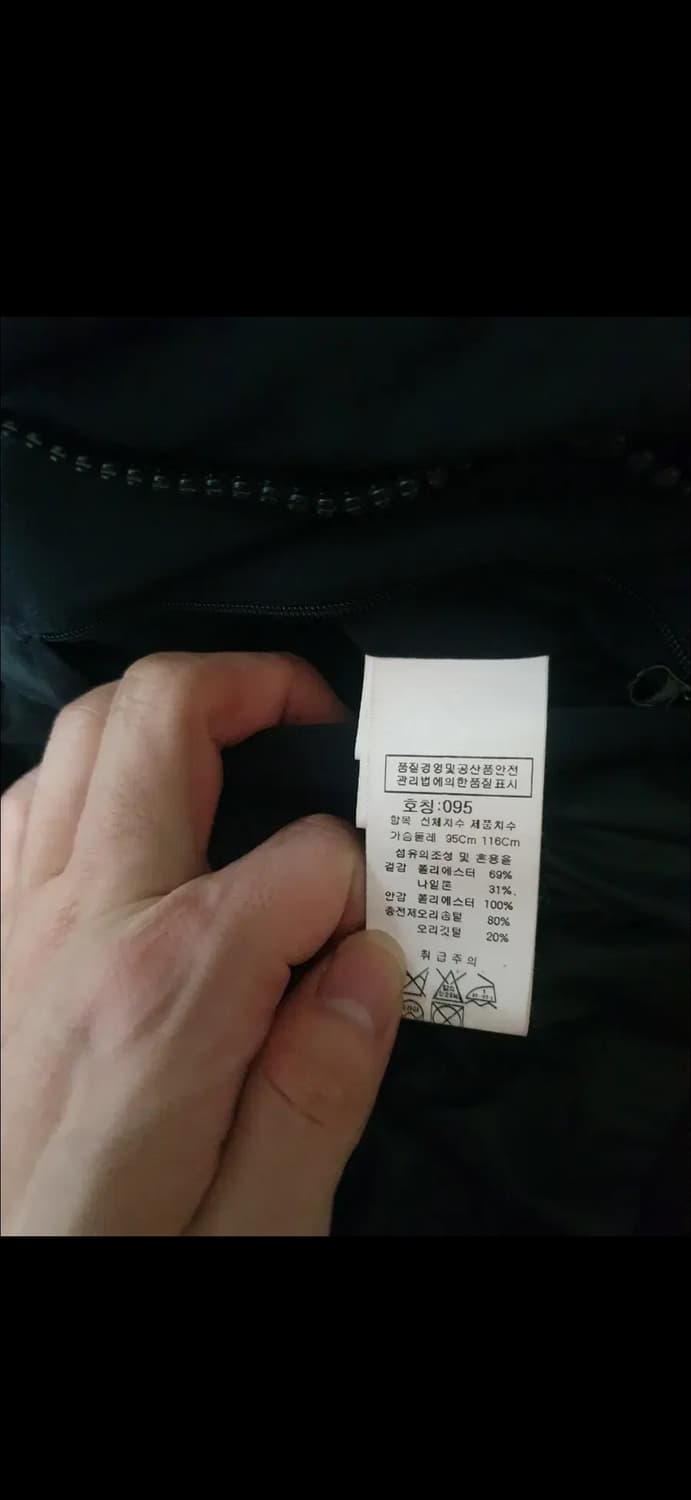 품질경영및공산품안전
관리법에의한품질표시
호칭:095
항목 신체치수 제품치수
가슴둘레 95Cm 116Cm
섬유의조성 및 혼용율
겉감 폴리에스터 69%
나일론 31%.
안감 폴리에스터 100%
충전제오리솜털 80%
오리깃털 20%
취급주의